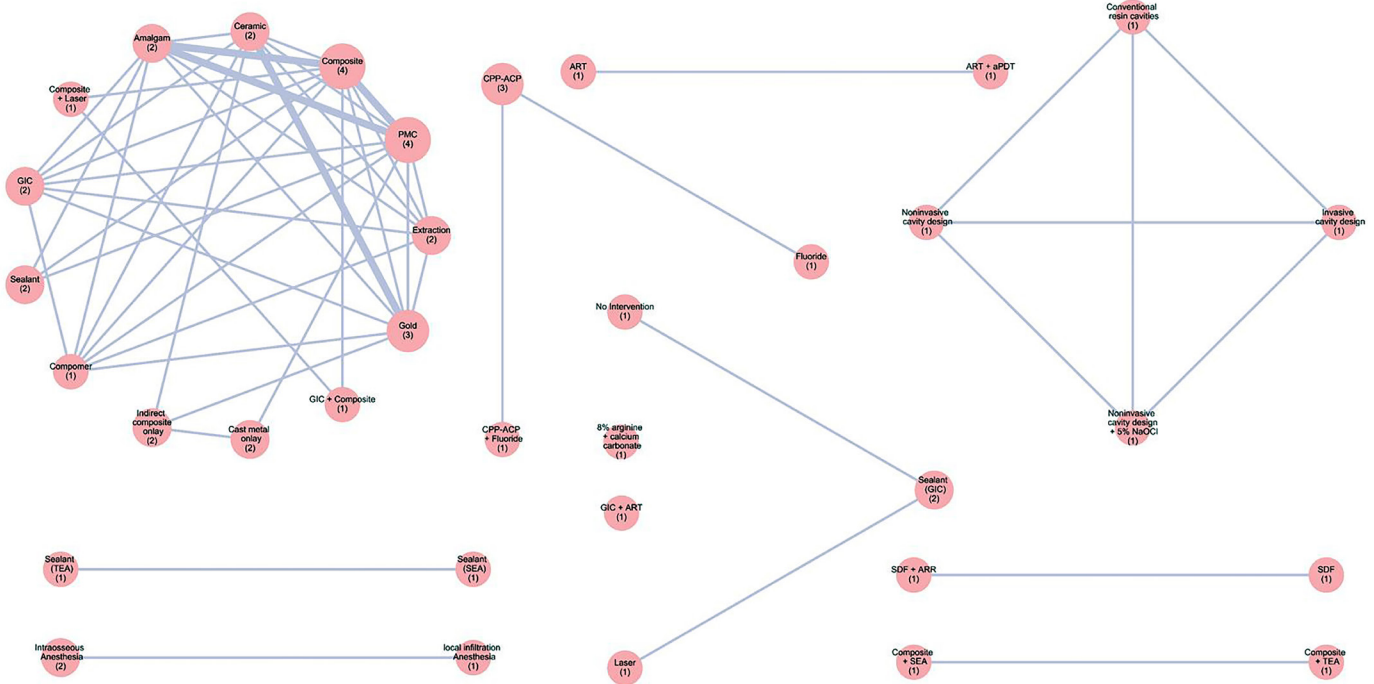 Amalgam
(2)
Ceramic
(2)
Composite
(4)
Composite
+ Laser
(1)
PMC
(4)
GIC
(2)
Extraction
(2)
Sealant
(2)
Gold
(3)
Compomer
(1)
Indirect
composite
onlay
(2)
Cast metal
onlay
(2)
GIC + Composite
(1)
CPP-ACP
(3)
Fluoride
(1)
CPP-ACP
+ Fluoride
(1)
ART
(1)
ART + aPDT
(1)
Conventional
resin cavities
(1)
Noninvasive
cavity design
(1)
Invasive
cavity design
(1)
Noninvasive
cavity design
+ 5% NaOCl
(1)
No Intervention
(1)
8% arginine
+ calcium
carbonate
(1)
GIC + ART
(1)
Sealant
(GIC)
(2)
Laser
(1)
Sealant
(TEA)
(1)
Sealant
(SEA)
(1)
Intraosseous
Anesthesia
(2)
local infiltration
Anesthesia
(1)
SDF + ARR
(1)
SDF
(1)
Composite
+ SEA
(1)
Composite
+ TEA
(1)